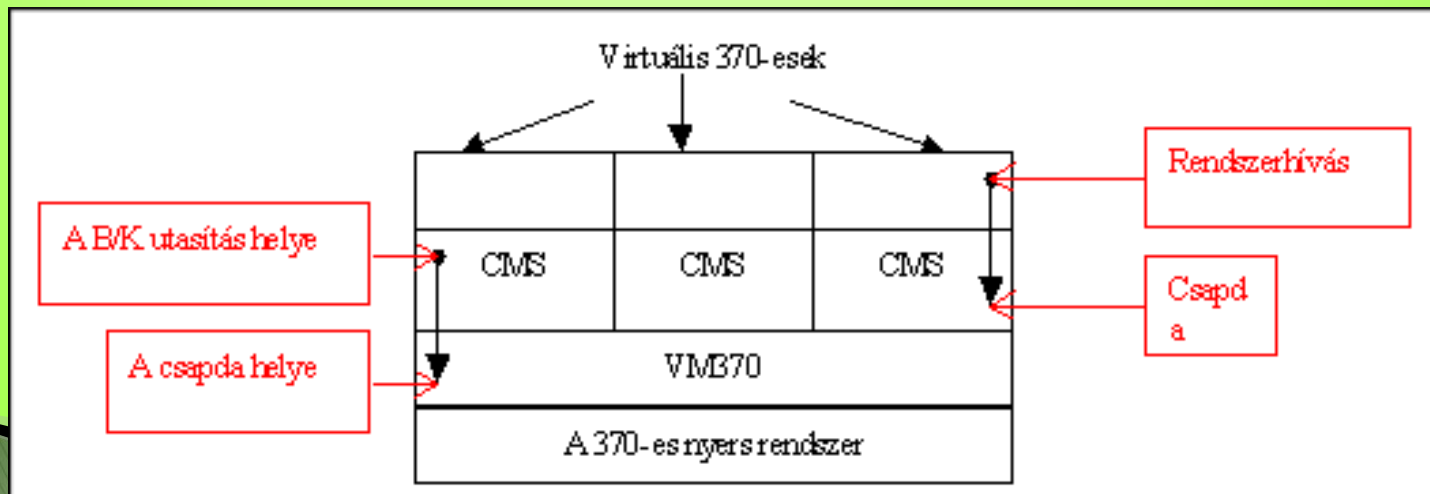 Virtuális 370-esek
Rendszerhívás
A B/K utasítás helye
CMS
CMS
CMS
Csapd
a
A csapda helye
VM370
A 370-es nyers rendszer